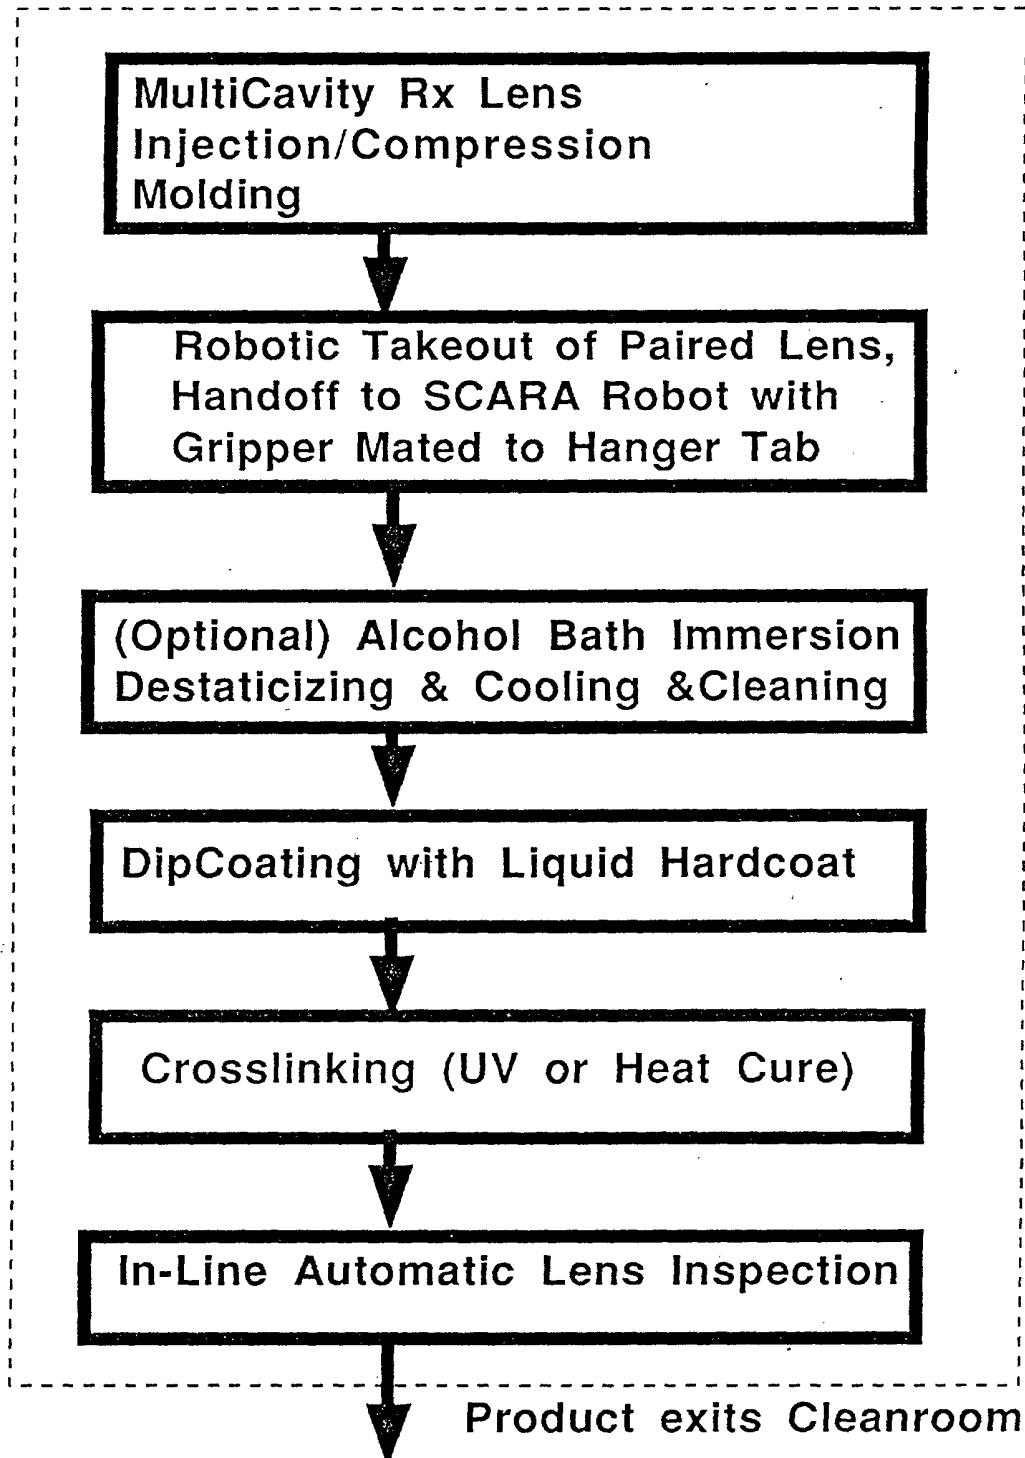 MultiCavity Rx Lens
Injection/Compression
Molding
Robotic Takeout of Paired Lens,
Handoff to SCARA Robot with
Gripper Mated to Hanger Tab
(Optional) Alcohol Bath Immersion
Destaticizing & Cooling &Cleaning
DipCoating with Liquid Hardcoat
Crosslinking (UV or Heat Cure)
In-Line Automatic Lens Inspection
Product exits Cleanroom